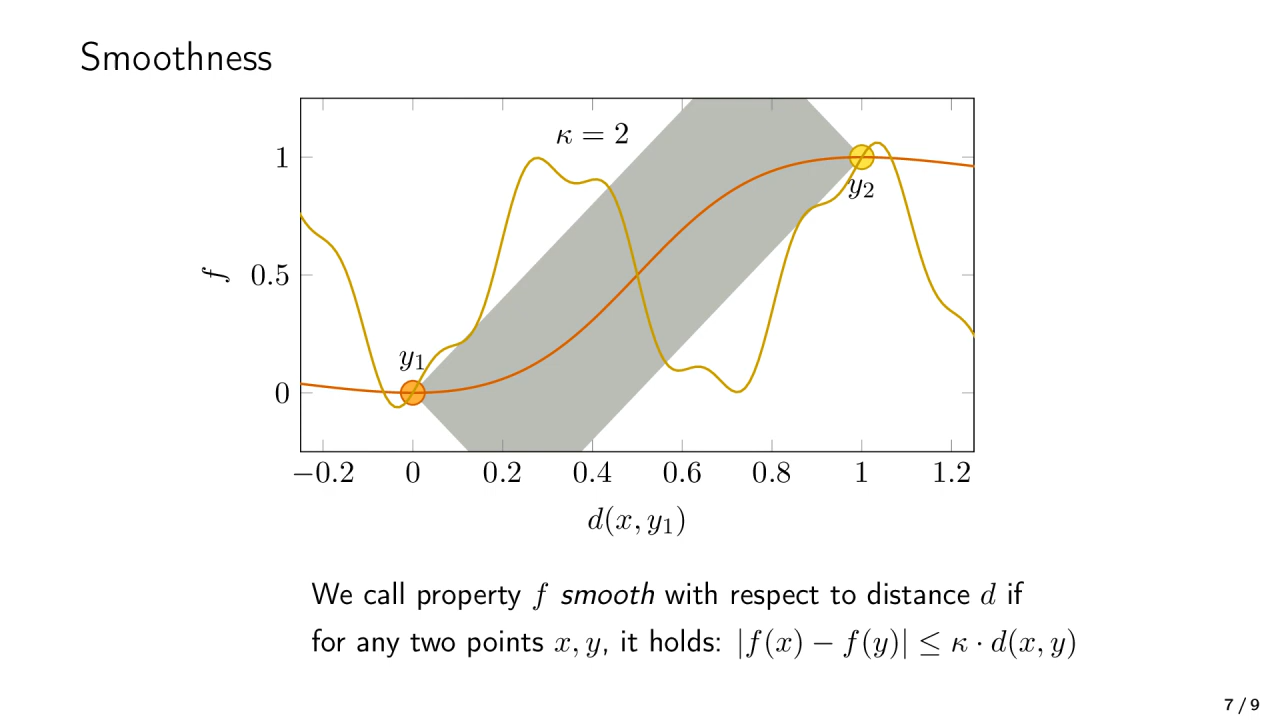 Smoothness
κ = 2
1
y₂
f
0.5
y₁
0
−0.2 0 0.2 0.4 0.6 0.8 1 1.2
d(x, y₁)
We call property f smooth with respect to distance d if
for any two points x, y, it holds: |f(x) − f(y)| ≤ κ · d(x, y)
7 / 9